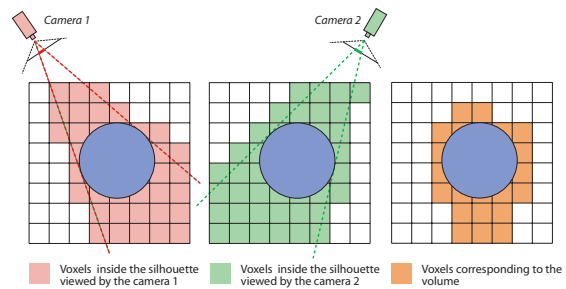 Camera 1
Camera 2
Voxels inside the silhouette
viewed by the camera 1
Voxels inside the silhouette
viewed by the camera 2
Voxels corresponding to the
volume